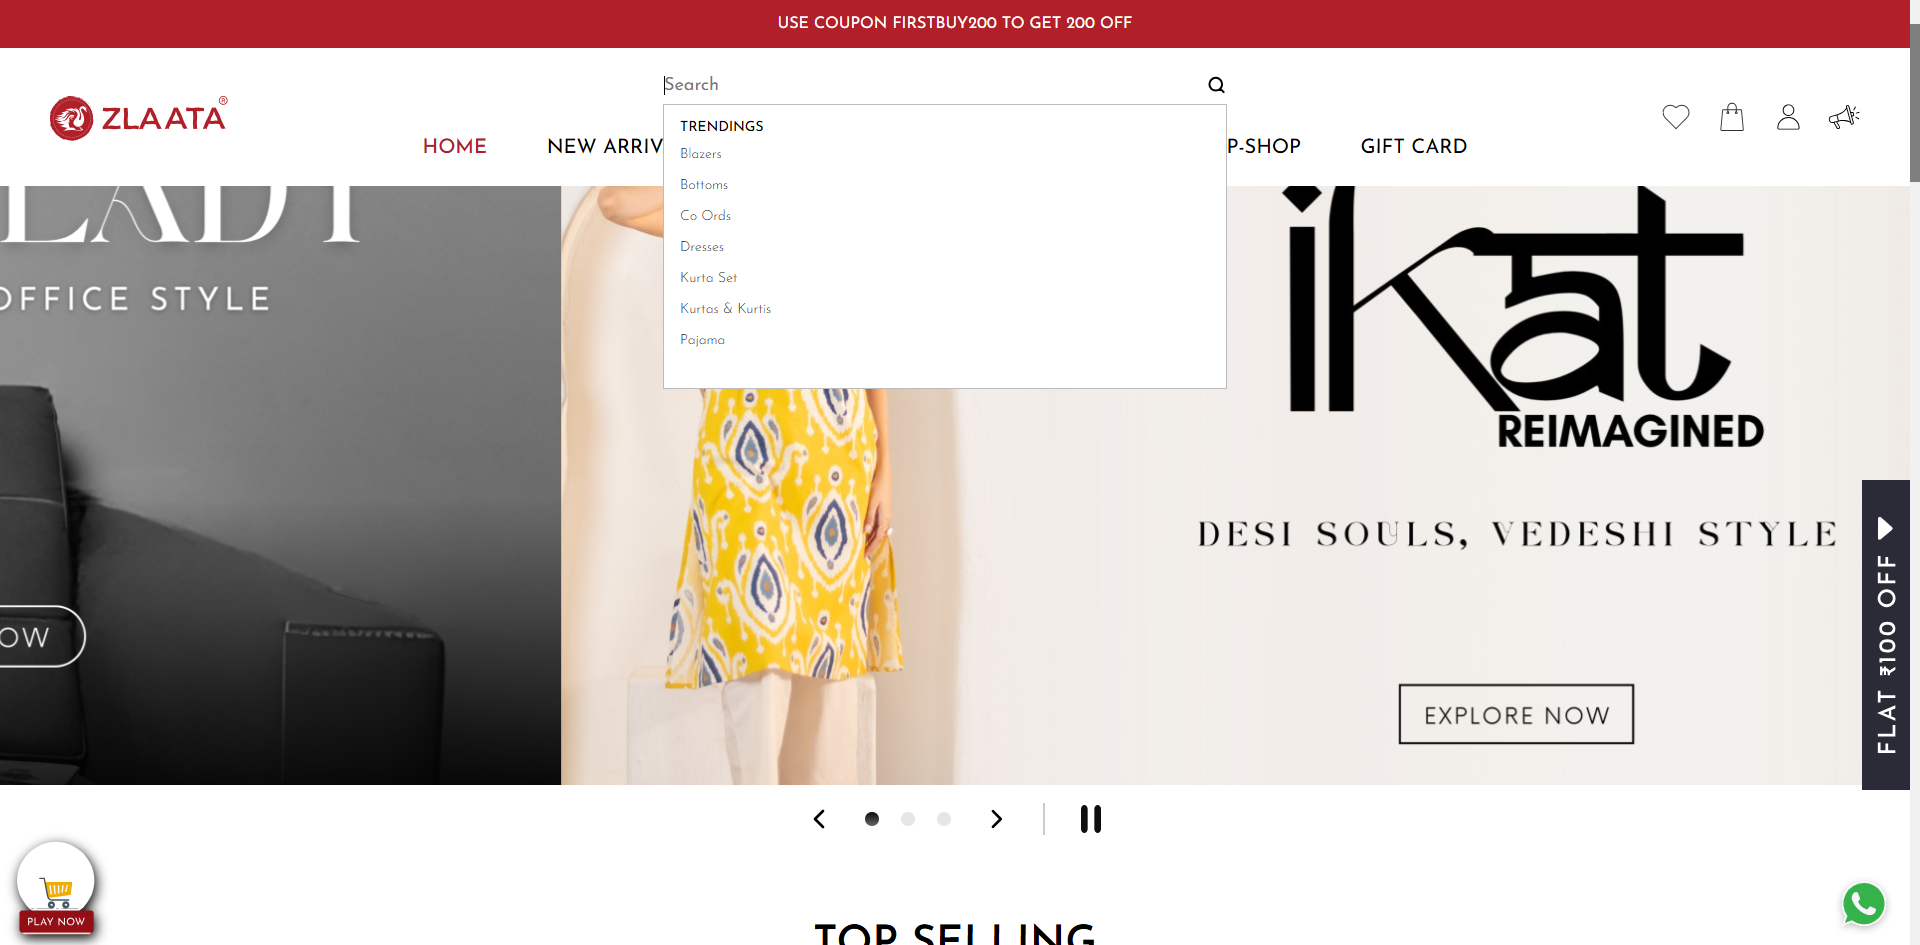 USE COUPON FIRSTBUY200 TO GET 200 OFF
ZLAATA®
Search
HOME
NEW ARRIV
P-SHOP
GIFT CARD
TRENDINGS
Blazers
Bottoms
Co Ords
Dresses
Kurta Set
Kurtas & Kurtis
Pajama
LADY
OFFICE STYLE
OW
ikat
REIMAGINED
DESI SOULS, VEDESHI STYLE
EXPLORE NOW
FLAT ₹100 OFF
PLAY NOW
TOP SELLING